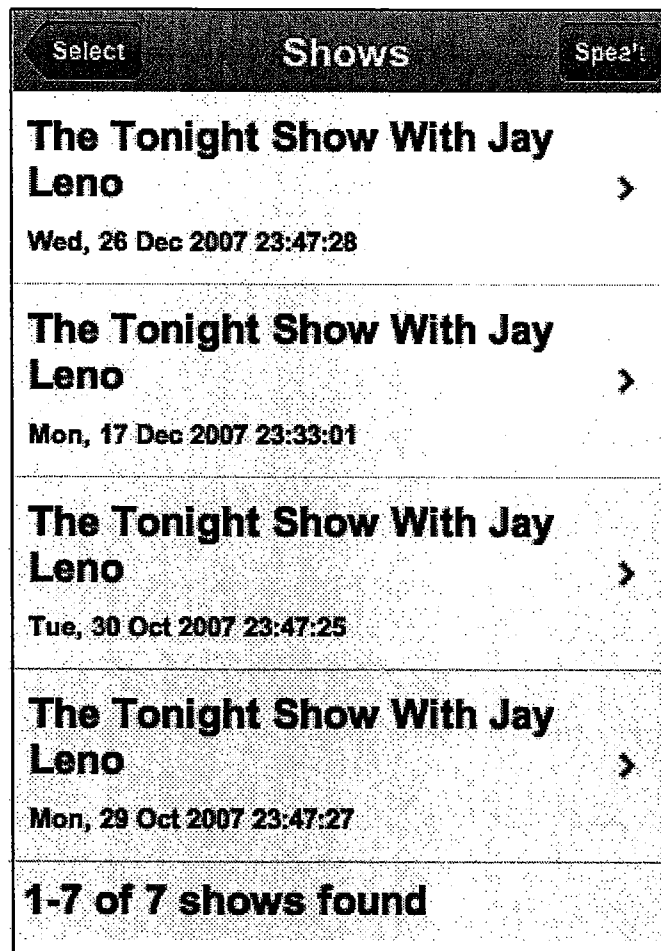 Select Shows Speak
The Tonight Show With Jay
Leno >
Wed, 26 Dec 2007 23:47:28
The Tonight Show With Jay
Leno >
Mon, 17 Dec 2007 23:33:01
The Tonight Show With Jay
Leno >
Tue, 30 Oct 2007 23:47:25
The Tonight Show With Jay
Leno >
Mon, 29 Oct 2007 23:47:27
1-7 of 7 shows found